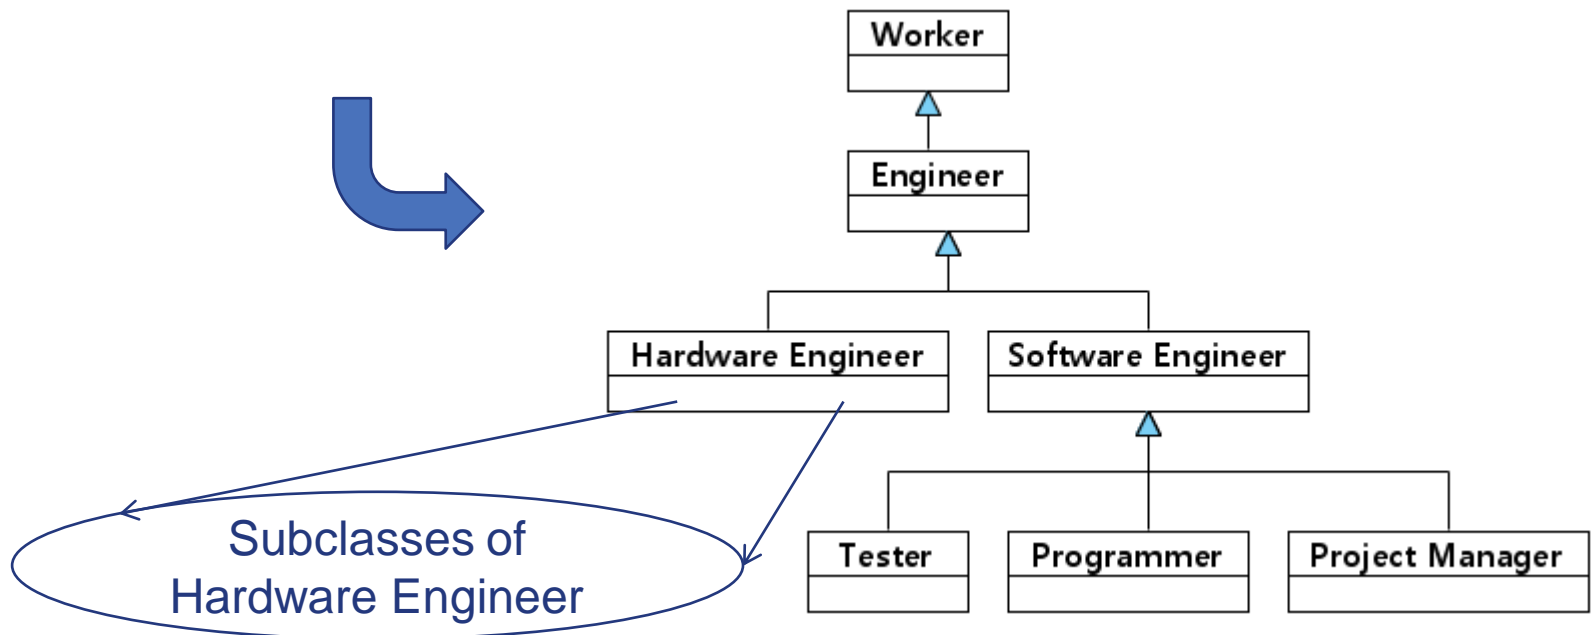 Worker
Engineer
Hardware Engineer
Software Engineer
Subclasses of
Hardware Engineer
Tester
Programmer
Project Manager